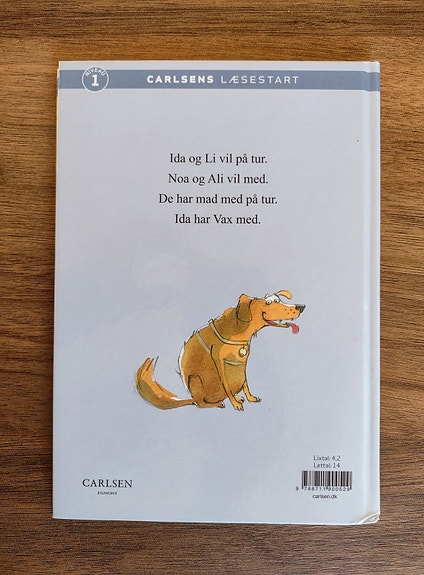 NIVEAU
1
CARLSENS LÆSESTART
Ida og Li vil på tur.
Noa og Ali vil med.
De har mad med på tur.
Ida har Vax med.
Lixtal: 4,2
Lettal: 14
CARLSEN
EGMONT
carlsen.dk